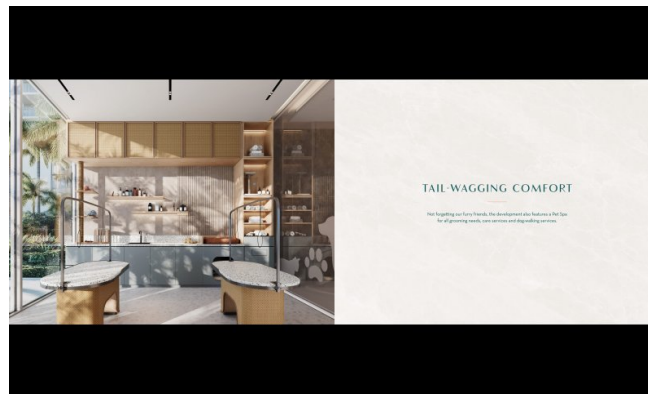 TAIL-WAGGING COMFORT
Not forgetting our furry friends, the development also features a Pet Spa
for all grooming needs, care services and dog-walking services.